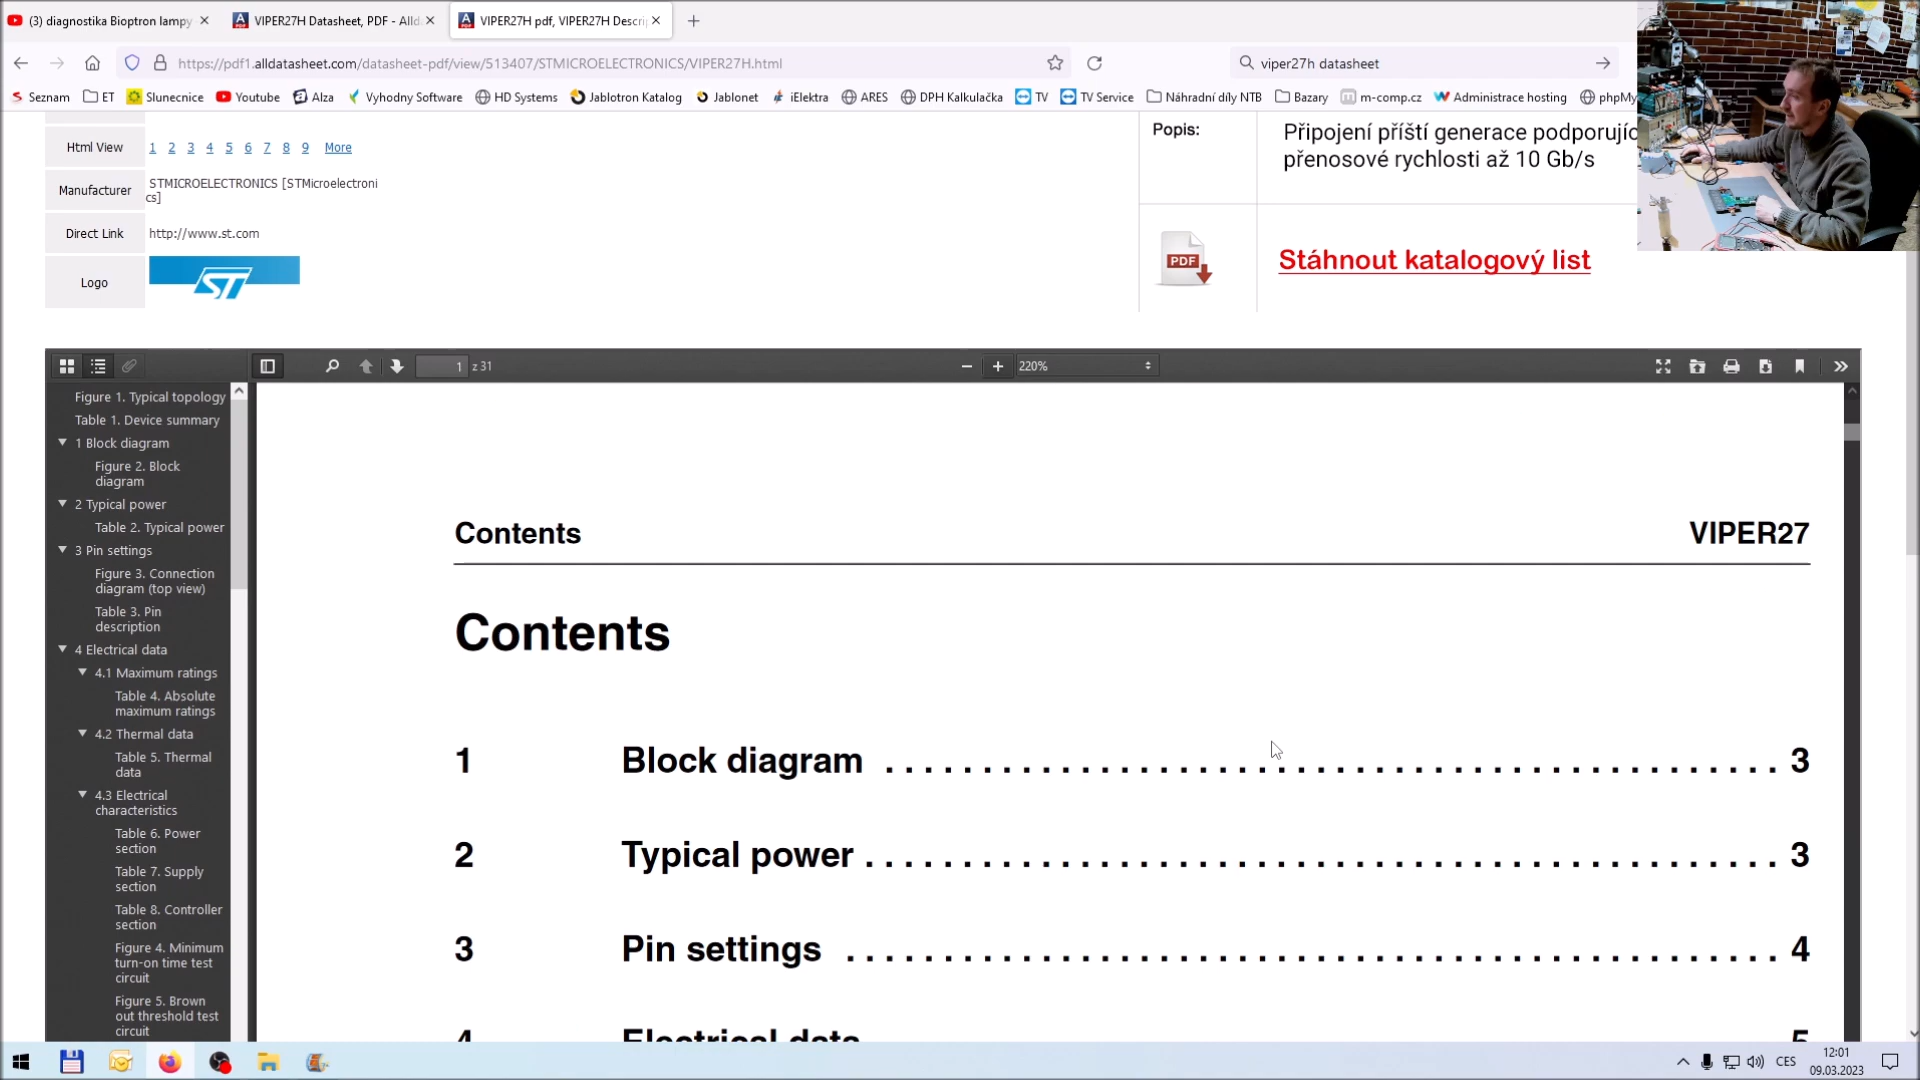 (3) diagnostika Bioptron lampy
VIPER27H Datasheet, PDF - Alld
VIPER27H pdf, VIPER27H Descri
https://pdf1.alldatasheet.com/datasheet-pdf/view/513407/STMICROELECTRONICS/VIPER27H.html
viper27h datasheet
Seznam
ET
Slunecnice
Youtube
Alza
Vyhodny Software
HD Systems
Jablotron Katalog
Jablonet
iElektra
ARES
DPH Kalkulačka
TV
TV Service
Náhradní díly NTB
Bazary
m-comp.cz
Administrace hosting
phpMy
Html View
1 2 3 4 5 6 7 8 9 More
Manufacturer
STMICROELECTRONICS [STMicroelectroni
cs]
Direct Link
http://www.st.com
Logo
ST
Popis:
Připojení příští generace podporujíc
přenosové rychlosti až 10 Gb/s
PDF
Stáhnout katalogový list
1 z 31
220%
Figure 1. Typical topology
Table 1. Device summary
1 Block diagram
Figure 2. Block
diagram
2 Typical power
Table 2. Typical power
3 Pin settings
Figure 3. Connection
diagram (top view)
Table 3. Pin
description
4 Electrical data
4.1 Maximum ratings
Table 4. Absolute
maximum ratings
4.2 Thermal data
Table 5. Thermal
data
4.3 Electrical
characteristics
Table 6. Power
section
Table 7. Supply
section
Table 8. Controller
section
Figure 4. Minimum
turn-on time test
circuit
Figure 5. Brown
out threshold test
circuit
Contents VIPER27
Contents
1 Block diagram . . . . . . . . . . . . . . . . . . . . . . . . . . . . . . . . . . . . . . . . . . . . . 3
2 Typical power . . . . . . . . . . . . . . . . . . . . . . . . . . . . . . . . . . . . . . . . . . . . . . 3
3 Pin settings . . . . . . . . . . . . . . . . . . . . . . . . . . . . . . . . . . . . . . . . . . . . . . . 4
4 Electrical data 5
CES
12:01
09.03.2023